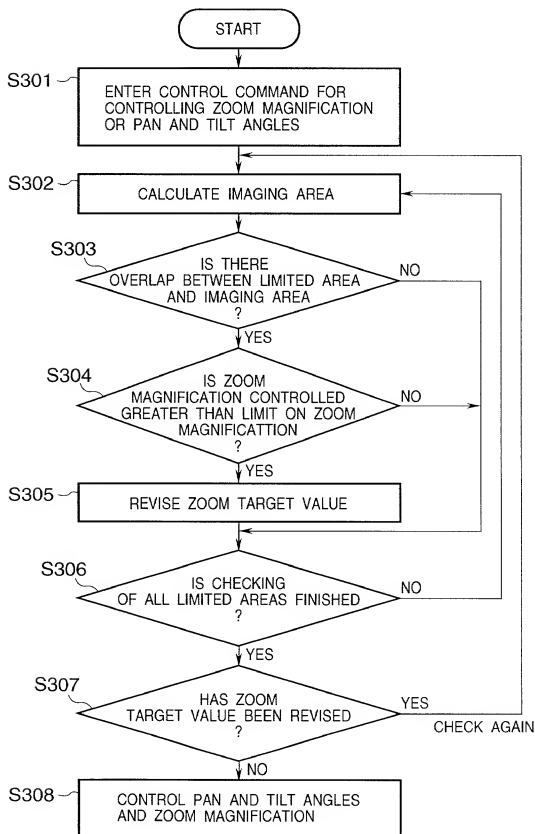 START
S301
ENTER CONTROL COMMAND FOR
CONTROLLING ZOOM MAGNIFICATION
OR PAN AND TILT ANGLES
S302
CALCULATE IMAGING AREA
S303
IS THERE
OVERLAP BETWEEN LIMITED AREA
AND IMAGING AREA
?
NO
YES
S304
IS ZOOM
MAGNIFICATION CONTROLLED
GREATER THAN LIMIT ON ZOOM
MAGNIFICATTION
?
NO
YES
S305
REVISE ZOOM TARGET VALUE
S306
IS CHECKING
OF ALL LIMITED AREAS FINISHED
?
NO
YES
S307
HAS ZOOM
TARGET VALUE BEEN REVISED
?
YES
CHECK AGAIN
NO
S308
CONTROL PAN AND TILT ANGLES
AND ZOOM MAGNIFICATION